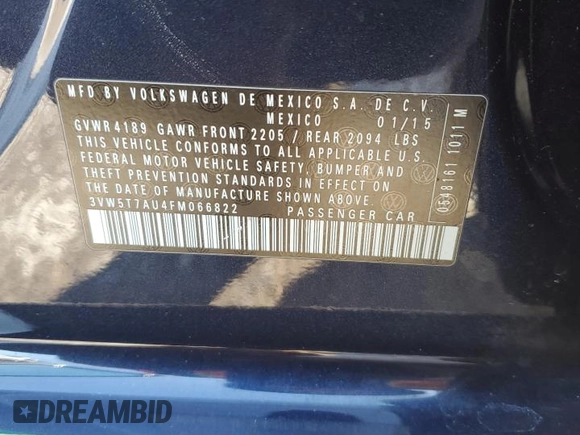 MFD BY VOLKSWAGEN DE MEXICO S.A. DE C.V.
MEXICO 01/15
GVWR 4189 GAWR FRONT 2205 / REAR 2094 LBS
THIS VEHICLE CONFORMS TO ALL APPLICABLE U.S.
FEDERAL MOTOR VEHICLE SAFETY, BUMPER AND
THEFT PREVENTION STANDARDS IN EFFECT ON
THE DATE OF MANUFACTURE SHOWN ABOVE.
3VW5T7AU4FM066822 PASSENGER CAR
0548161 1011 M
DREAMBID